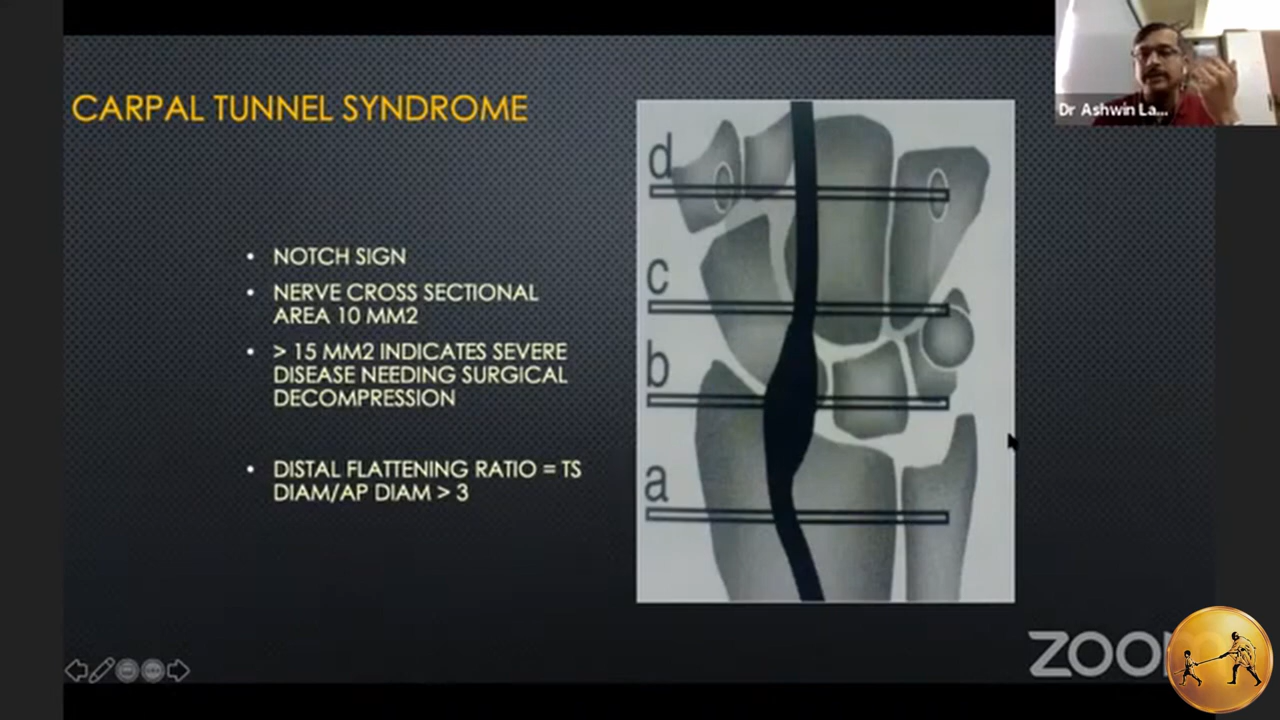 CARPAL TUNNEL SYNDROME
• NOTCH SIGN
• NERVE CROSS SECTIONAL
AREA 10 MM2
• > 15 MM2 INDICATES SEVERE
DISEASE NEEDING SURGICAL
DECOMPRESSION
• DISTAL FLATTENING RATIO = TS
DIAM/AP DIAM > 3
d
c
b
a
Dr Ashwin La...
ZOOM